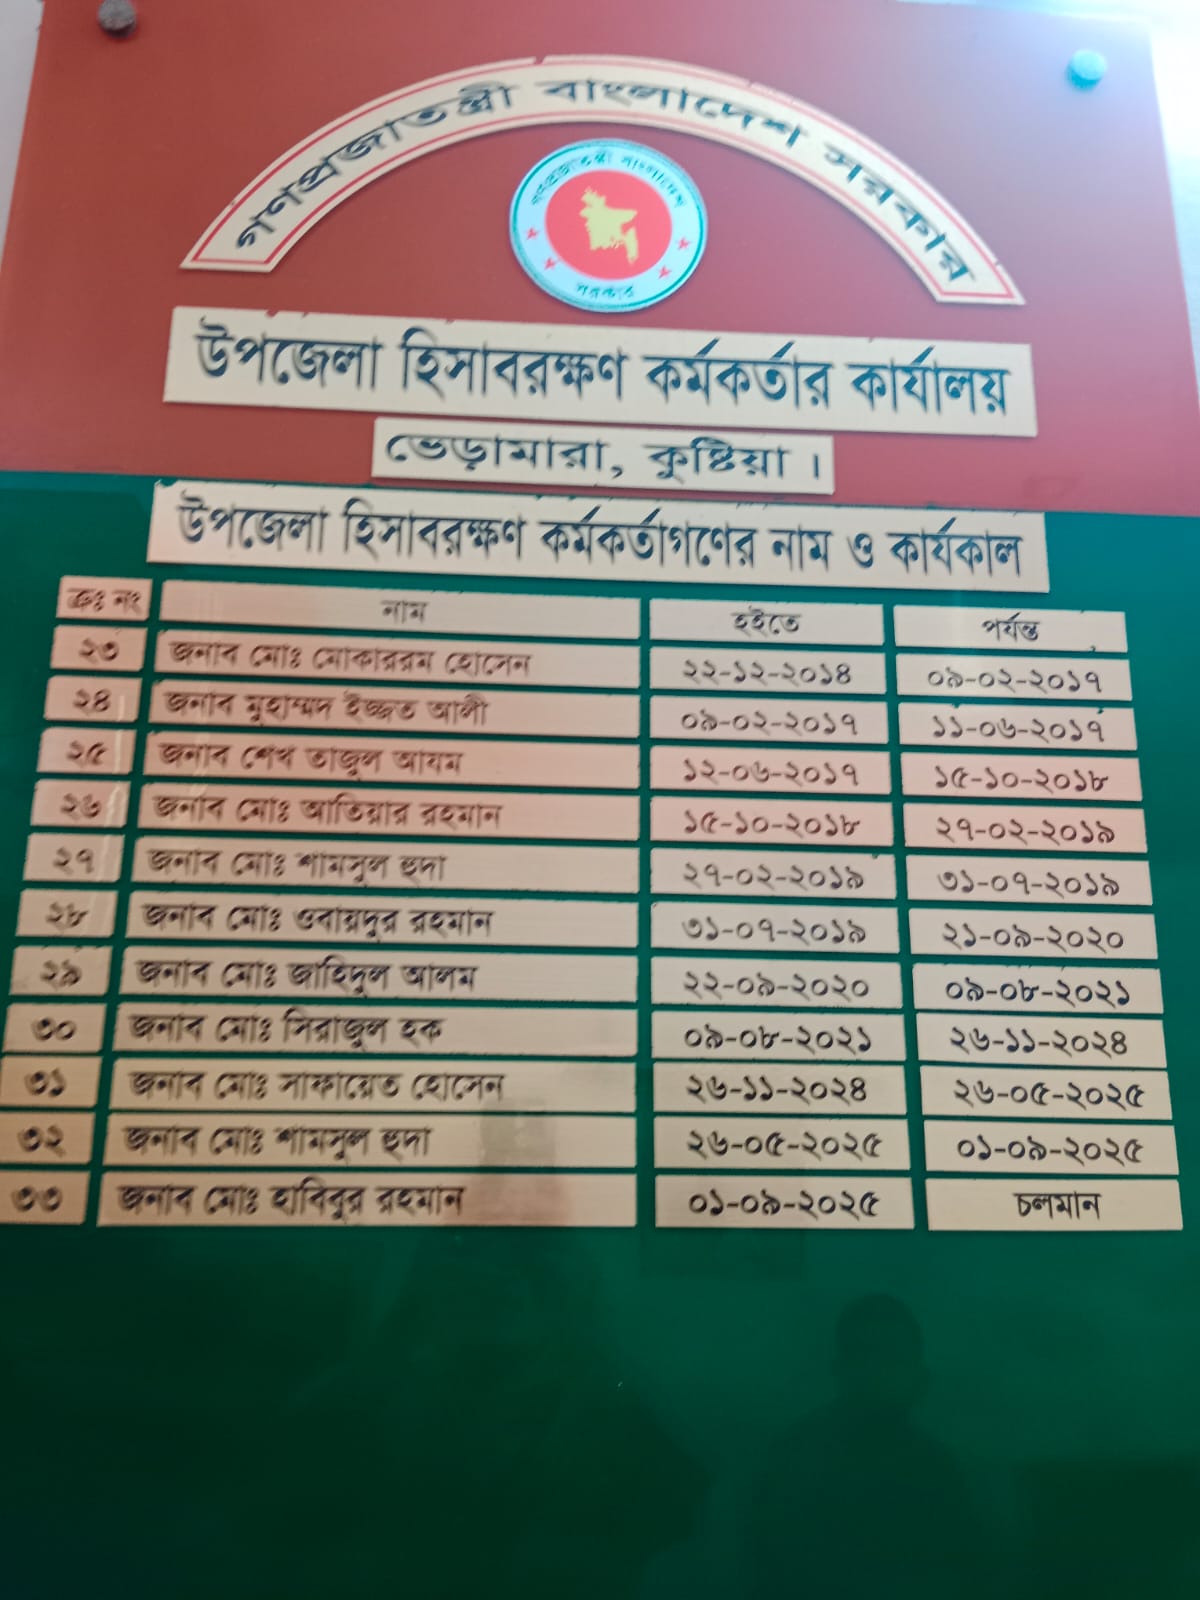 গণপ্রজাতন্ত্রী বাংলাদেশ সরকার
গণপ্রজাতন্ত্রী বাংলাদেশ
সরকার
উপজেলা হিসাবরক্ষণ কর্মকর্তার কার্যালয়
ভেড়ামারা, কুষ্টিয়া ।
উপজেলা হিসাবরক্ষণ কর্মকর্তাগণের নাম ও কার্যকাল
ক্রঃ নং নাম হইতে পর্যন্ত
২৩ জনাব মোঃ মোকাররম হোসেন ২২-১২-২০১৪ ০৯-০২-২০১৭
২৪ জনাব মুহাম্মদ ইজ্জত আলী ০৯-০২-২০১৭ ১১-০৬-২০১৭
২৫ জনাব শেখ তাজুল আযম ১২-০৬-২০১৭ ১৫-১০-২০১৮
২৬ জনাব মোঃ আতিয়ার রহমান ১৫-১০-২০১৮ ২৭-০২-২০১৯
২৭ জনাব মোঃ শামসুল হুদা ২৭-০২-২০১৯ ৩১-০৭-২০১৯
২৮ জনাব মোঃ ওবায়দুর রহমান ৩১-০৭-২০১৯ ২১-০৯-২০২০
২৯ জনাব মোঃ জাহিদুল আলম ২২-০৯-২০২০ ০৯-০৮-২০২১
৩০ জনাব মোঃ সিরাজুল হক ০৯-০৮-২০২১ ২৬-১১-২০২৪
৩১ জনাব মোঃ সাফায়েত হোসেন ২৬-১১-২০২৪ ২৬-০৫-২০২৫
৩২ জনাব মোঃ শামসুল হুদা ২৬-০৫-২০২৫ ০১-০৯-২০২৫
৩৩ জনাব মোঃ হাবিবুর রহমান ০১-০৯-২০২৫ চলমান